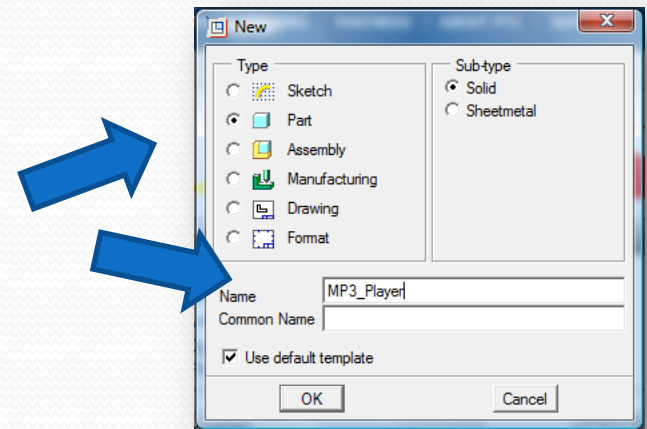 New
Type
Sketch
Part
Assembly
Manufacturing
Drawing
Format
Sub-type
Solid
Sheetmetal
Name MP3_Player
Common Name
Use default template
OK Cancel